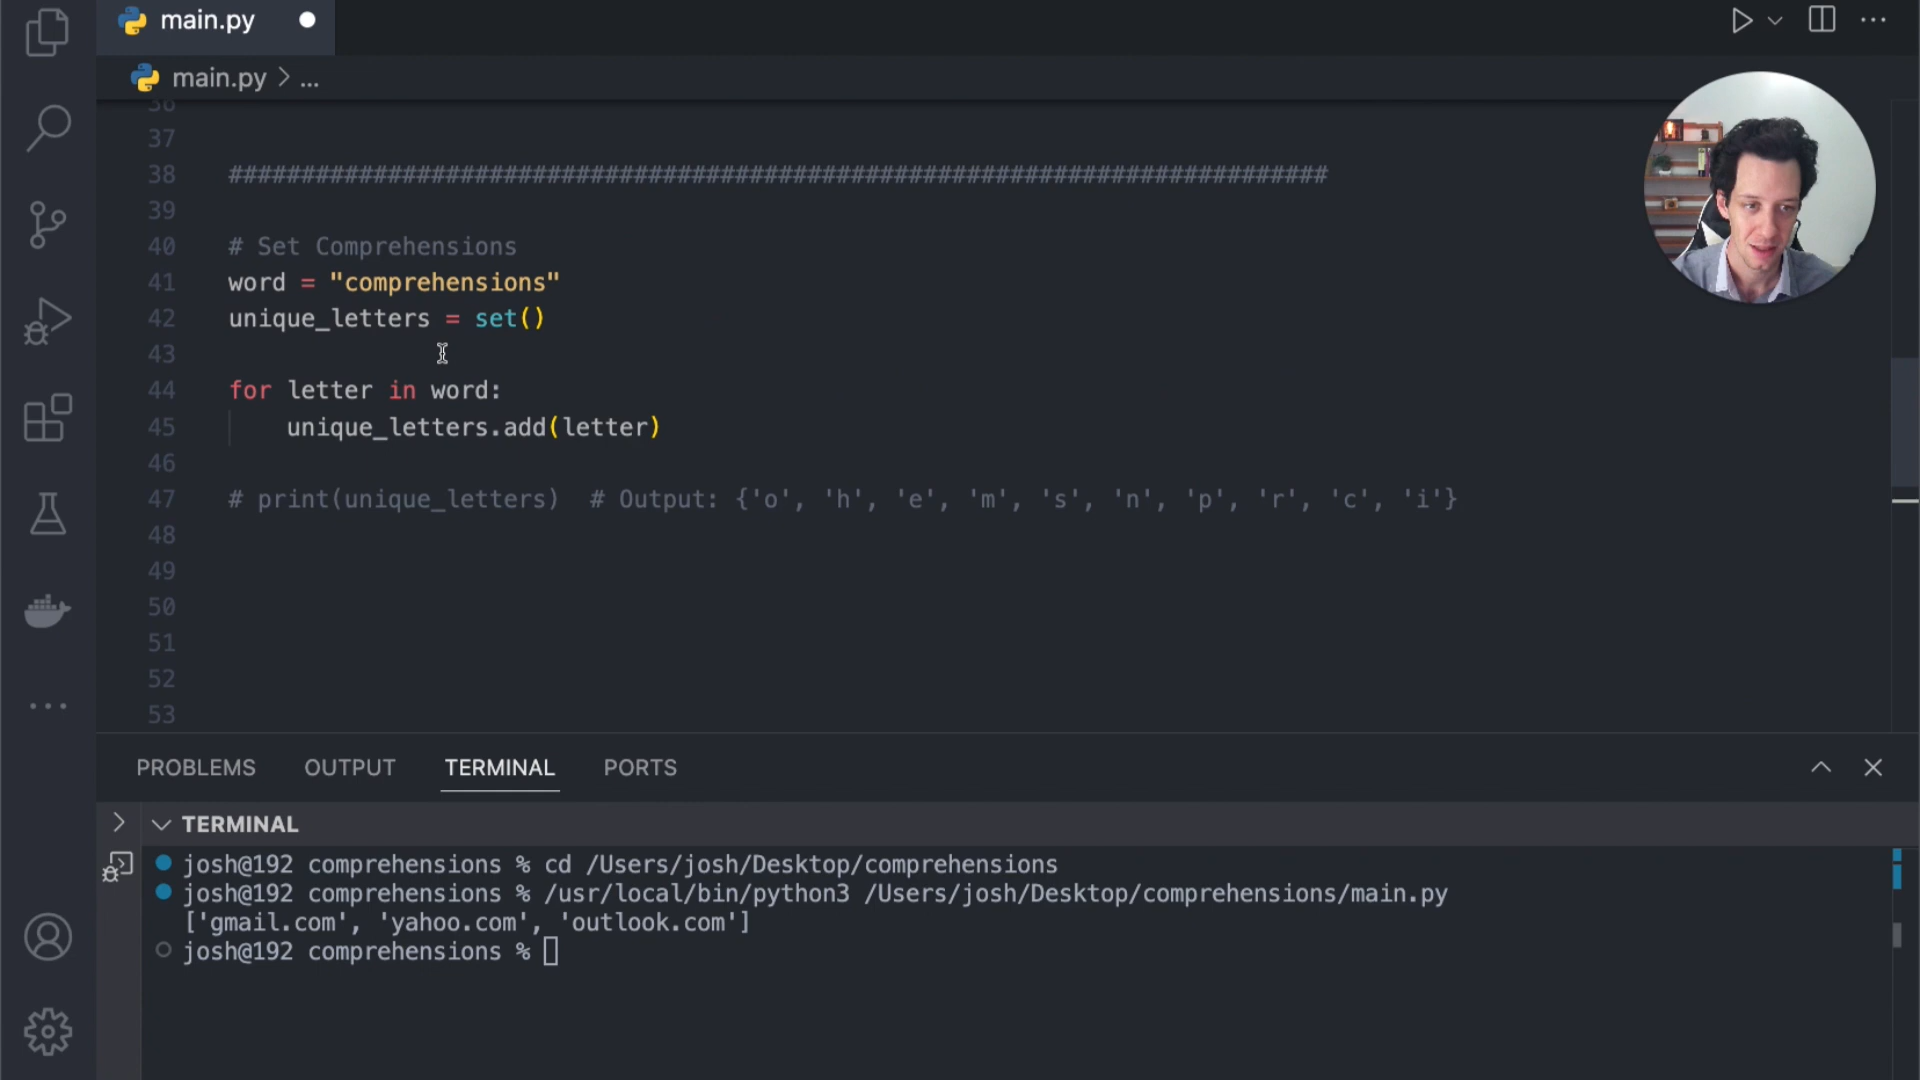 main.py
main.py > ...
36
37
38 ############################################################################
39
40 # Set Comprehensions
41 word = "comprehensions"
42 unique_letters = set()
43
44 for letter in word:
45 unique_letters.add(letter)
46
47 # print(unique_letters)  # Output: {'o', 'h', 'e', 'm', 's', 'n', 'p', 'r', 'c', 'i'}
48
49
50
51
52
53
PROBLEMS OUTPUT TERMINAL PORTS
TERMINAL
josh@192 comprehensions % cd /Users/josh/Desktop/comprehensions
josh@192 comprehensions % /usr/local/bin/python3 /Users/josh/Desktop/comprehensions/main.py
['gmail.com', 'yahoo.com', 'outlook.com']
josh@192 comprehensions %